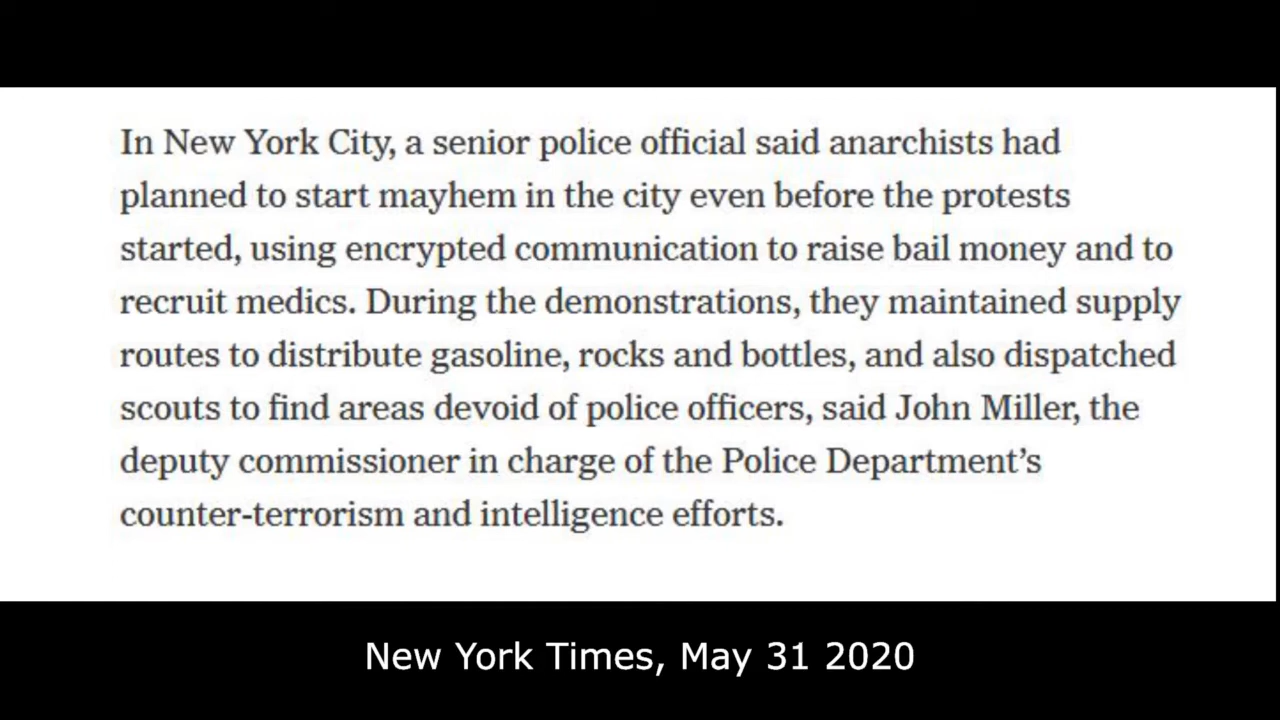 In New York City, a senior police official said anarchists had
planned to start mayhem in the city even before the protests
started, using encrypted communication to raise bail money and to
recruit medics. During the demonstrations, they maintained supply
routes to distribute gasoline, rocks and bottles, and also dispatched
scouts to find areas devoid of police officers, said John Miller, the
deputy commissioner in charge of the Police Department’s
counter-terrorism and intelligence efforts.
New York Times, May 31 2020